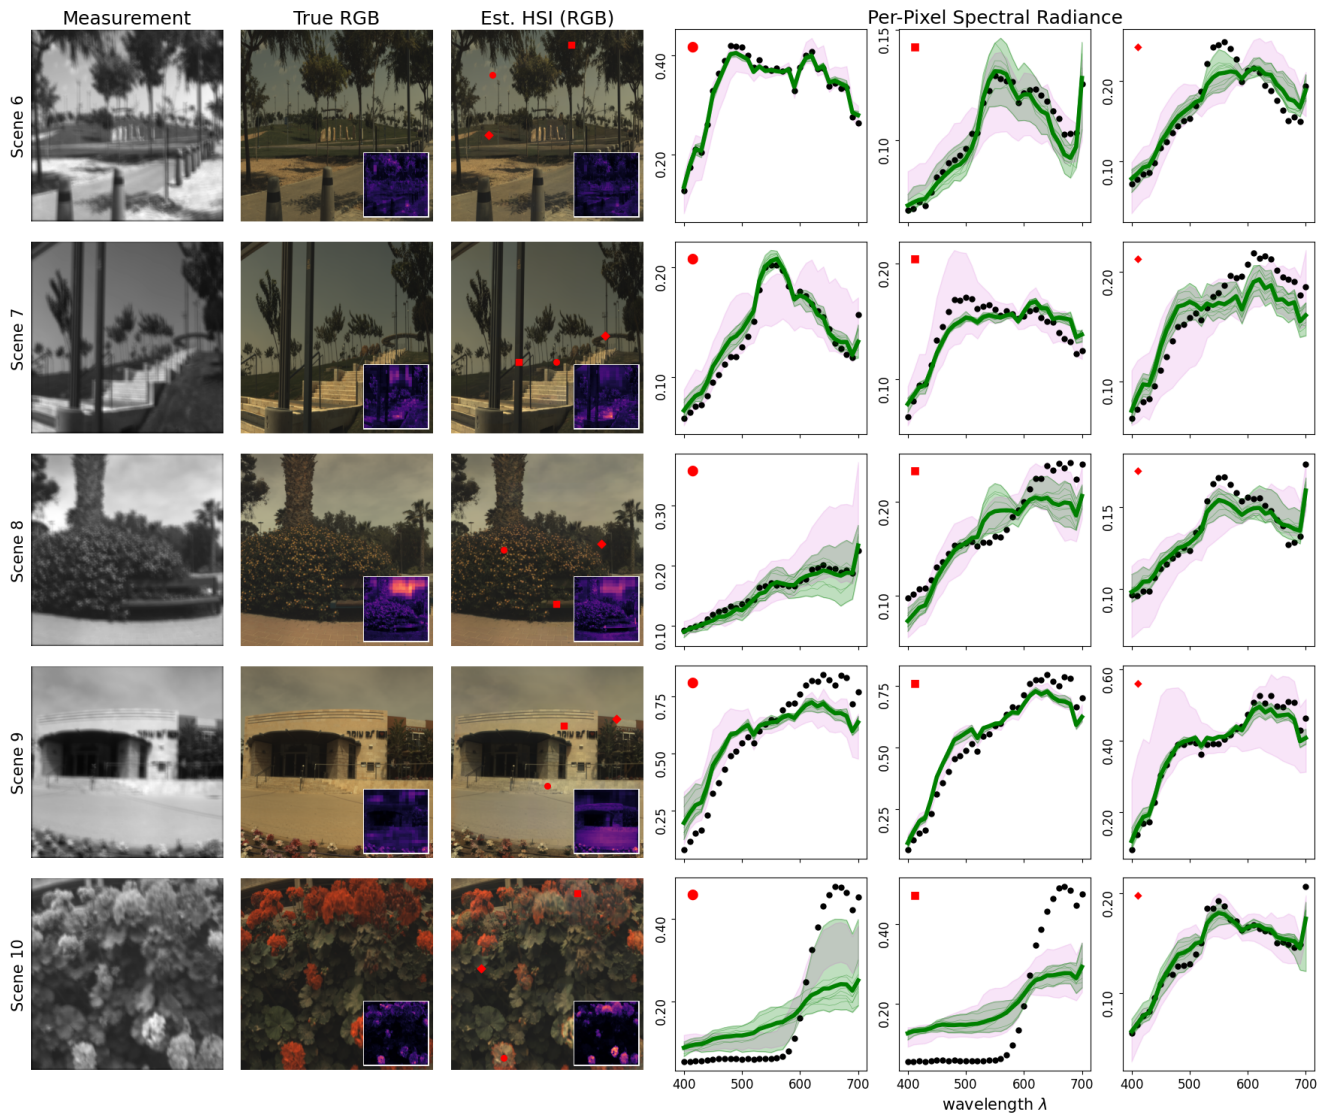 Measurement
True RGB
Est. HSI (RGB)
Per-Pixel Spectral Radiance
Scene 6
0.40
0.20
0.15
0.10
0.20
0.10
Scene 7
0.20
0.10
0.20
0.10
0.20
0.10
Scene 8
0.30
0.20
0.10
0.20
0.10
0.15
0.10
Scene 9
0.75
0.50
0.25
0.75
0.50
0.25
0.60
0.40
0.20
Scene 10
0.40
0.20
0.40
0.20
0.20
0.10
400 500 600 700
400 500 600 700
400 500 600 700
wavelength λ